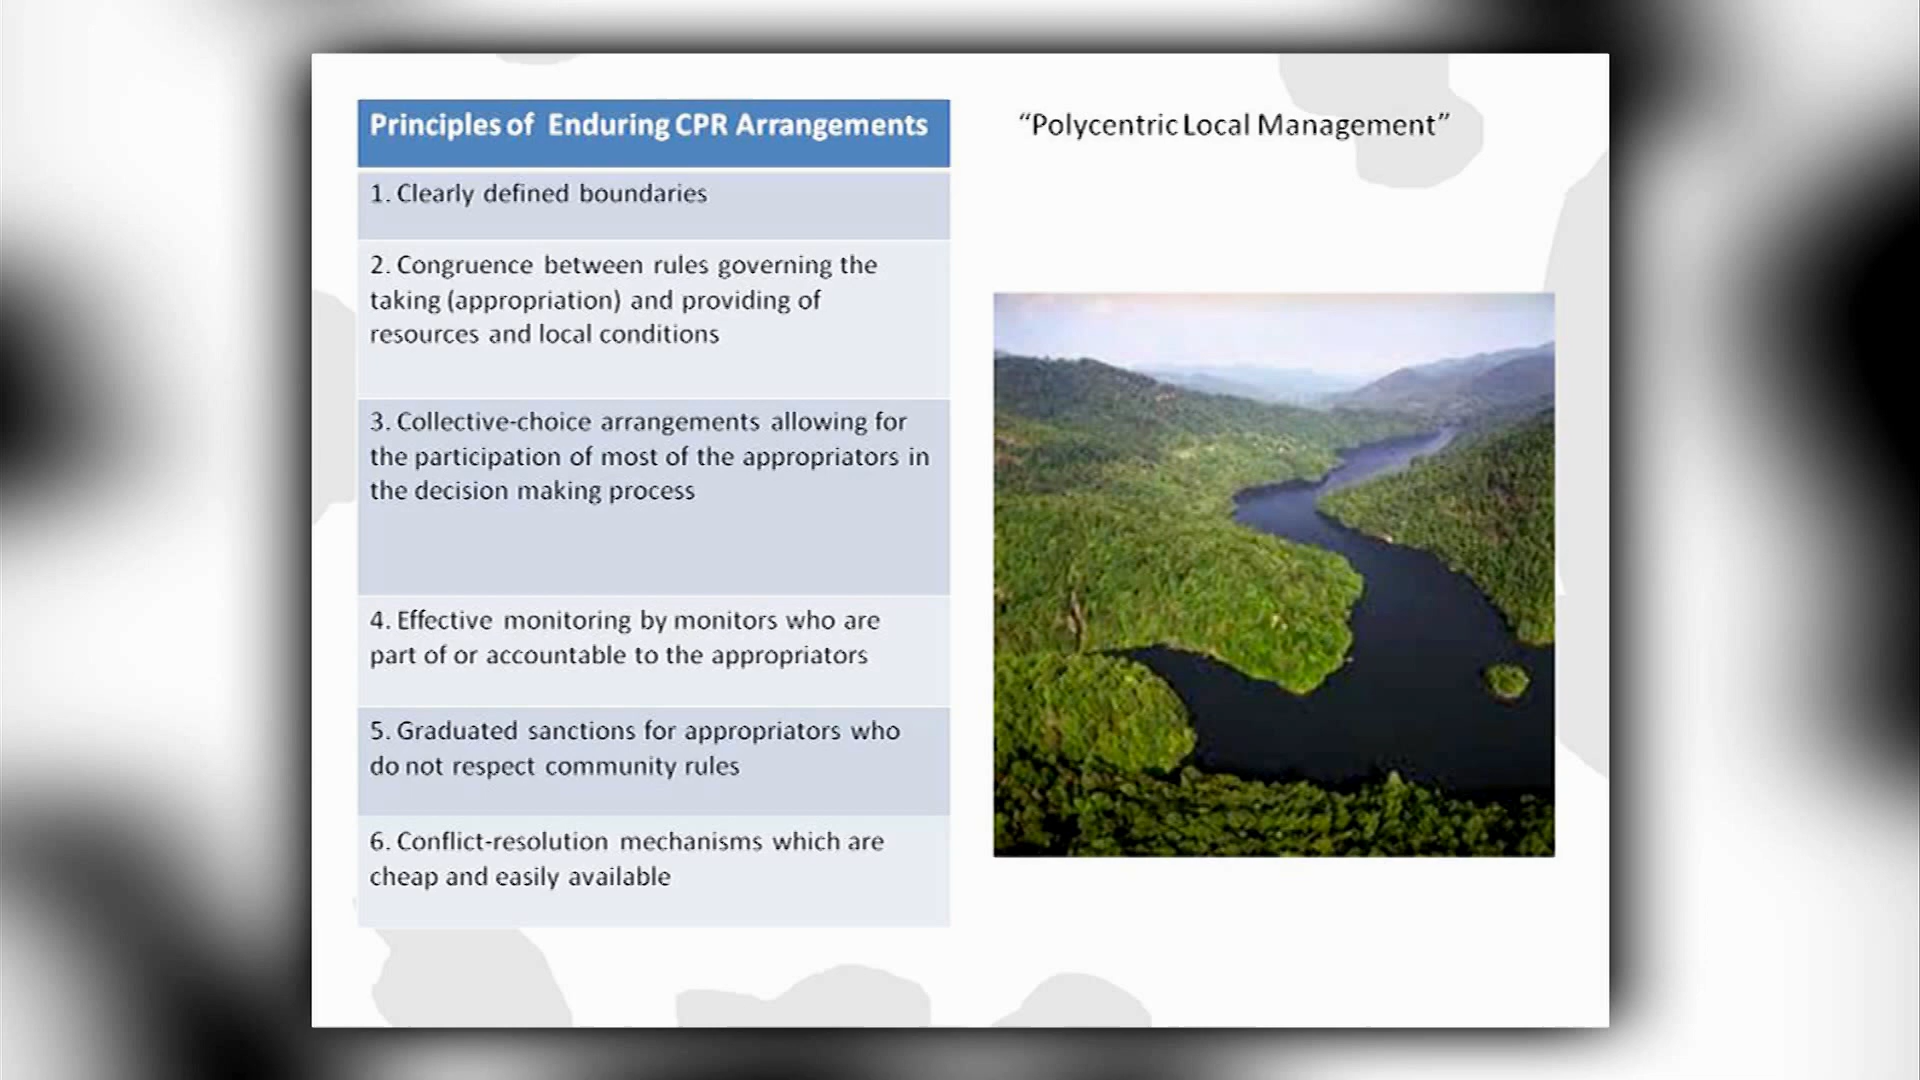 Principles of Enduring CPR Arrangements
1. Clearly defined boundaries
2. Congruence between rules governing the
taking (appropriation) and providing of
resources and local conditions
3. Collective-choice arrangements allowing for
the participation of most of the appropriators in
the decision making process
4. Effective monitoring by monitors who are
part of or accountable to the appropriators
5. Graduated sanctions for appropriators who
do not respect community rules
6. Conflict-resolution mechanisms which are
cheap and easily available
“Polycentric Local Management”